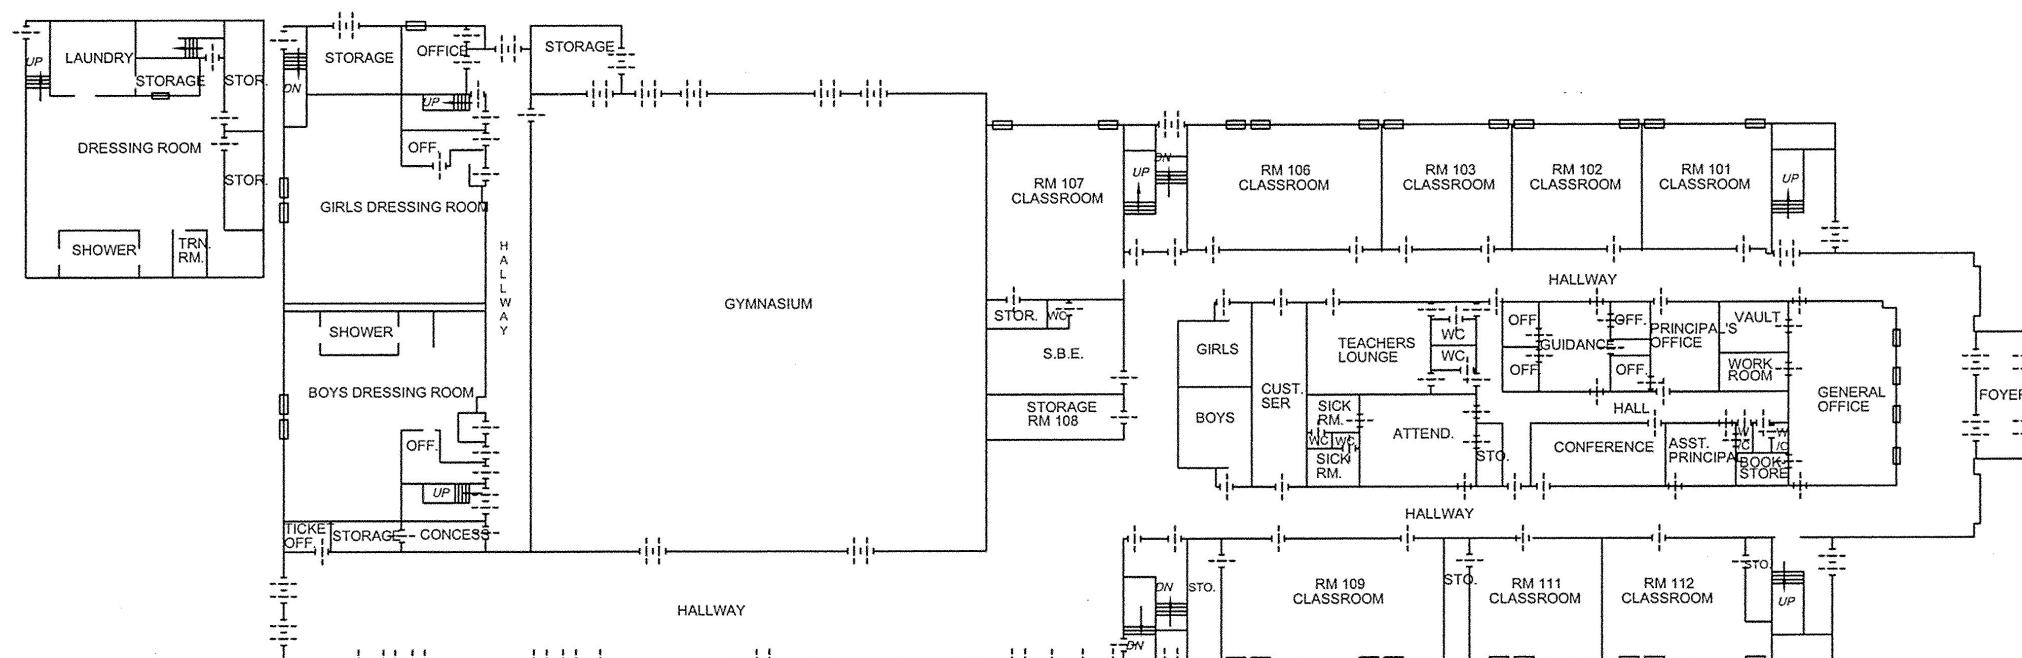 UP
LAUNDRY
STORAGE
STOR.
DRESSING ROOM
STOR.
SHOWER
TRN.
RM.
DN
STORAGE
OFFICE
UP
OFF.
GIRLS DRESSING ROOM
SHOWER
BOYS DRESSING ROOM
OFF.
UP
TICKET
OFF.
STORAGE
CONCESS
HALLWAY
STORAGE
GYMNASIUM
HALLWAY
RM 107
CLASSROOM
STOR.
WC
S.B.E.
STORAGE
RM 108
UP
DN
RM 106
CLASSROOM
RM 103
CLASSROOM
RM 102
CLASSROOM
RM 101
CLASSROOM
UP
HALLWAY
GIRLS
BOYS
CUST.
SER
TEACHERS
LOUNGE
WC
WC
SICK
RM.
WC
WC
SICK
RM.
ATTEND.
STO.
OFF.
OFF.
GUIDANCE
OFF.
OFF.
PRINCIPAL'S
OFFICE
VAULT
WORK
ROOM
HALL
CONFERENCE
ASST.
PRINCIPAL
W
/C
W
/C
BOOK
STORE
GENERAL
OFFICE
FOYER
HALLWAY
DN
DN
STO.
RM 109
CLASSROOM
STO.
RM 111
CLASSROOM
RM 112
CLASSROOM
STO.
UP